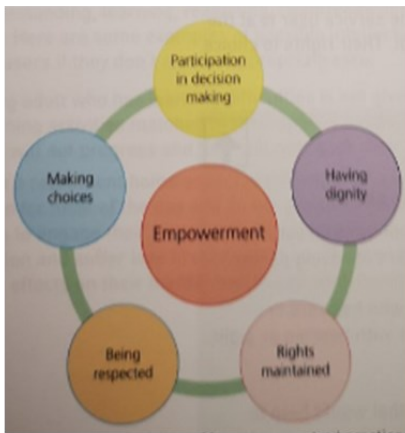 Participation
in decision
making
Having
dignity
Rights
maintained
Being
respected
Making
choices
Empowerment